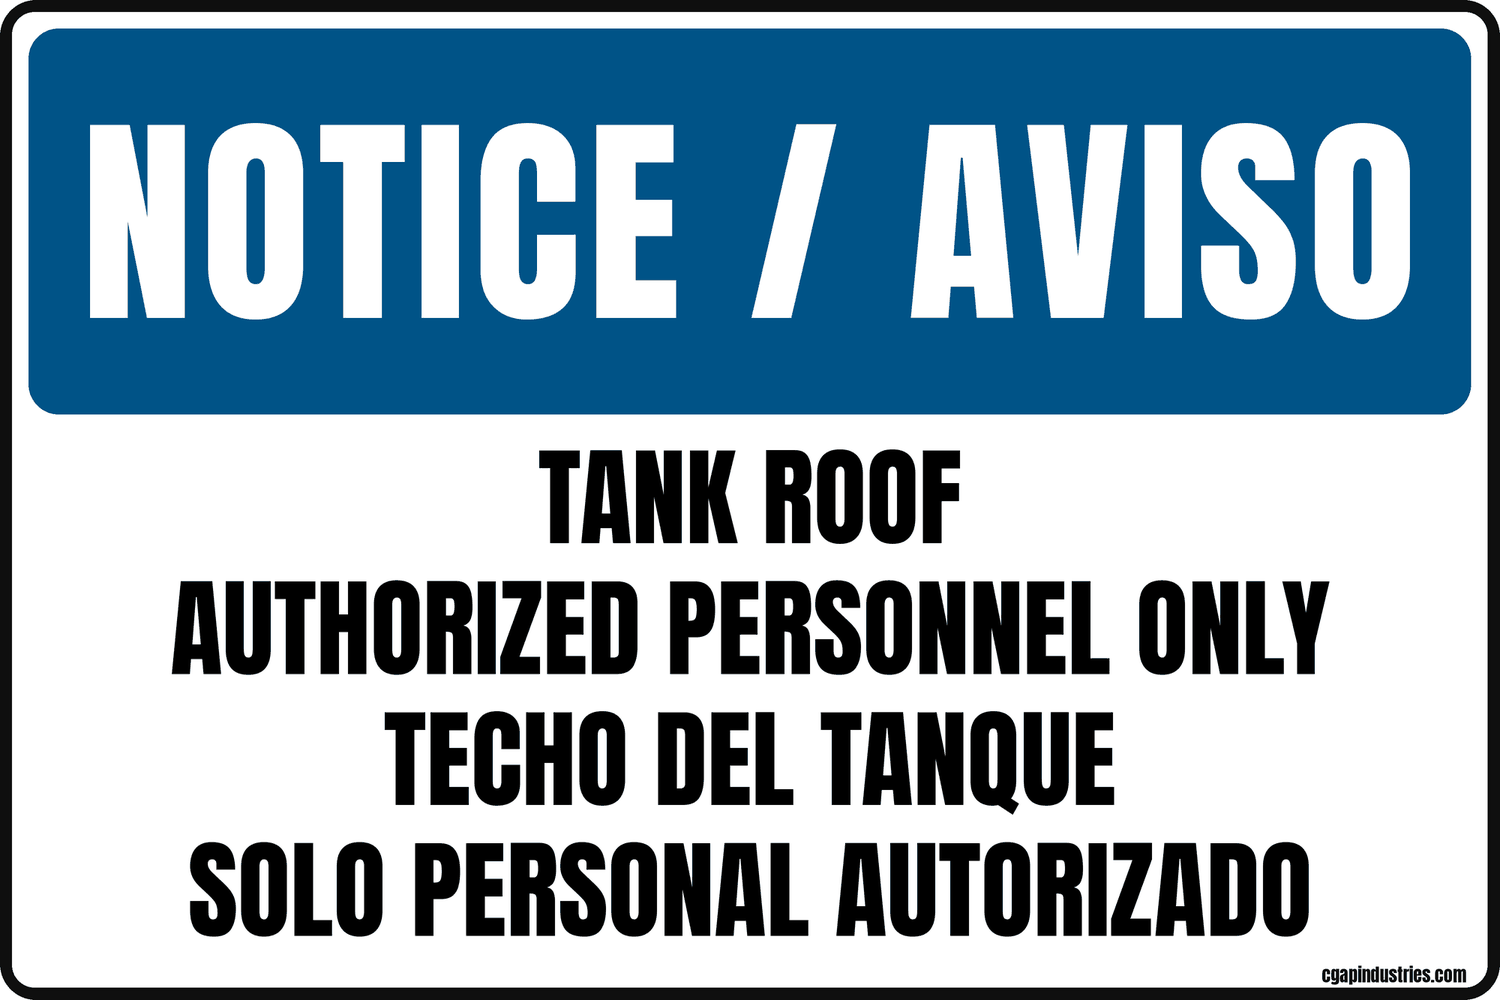 NOTICE / AVISO
TANK ROOF
AUTHORIZED PERSONNEL ONLY
TECHO DEL TANQUE
SOLO PERSONAL AUTORIZADO
cgapindustries.com